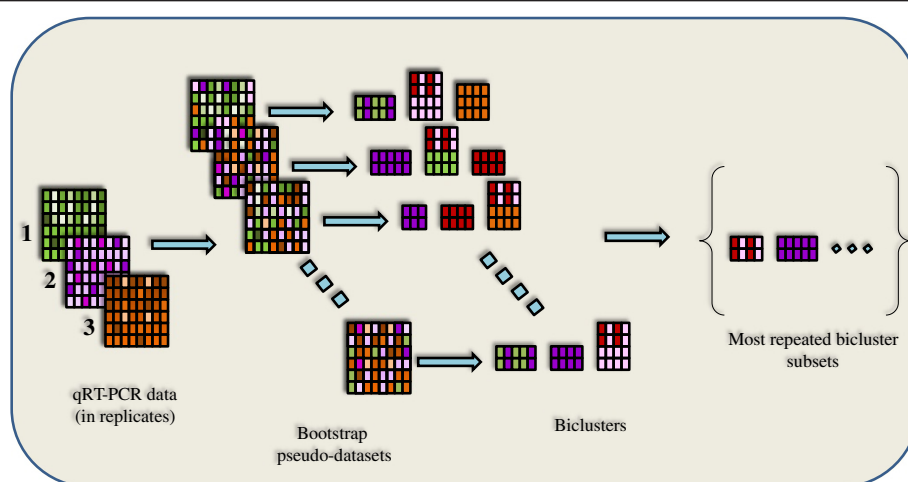 1
2
3
qRT-PCR data
(in replicates)
Bootstrap
pseudo-datasets
Biclusters
Most repeated bicluster
subsets